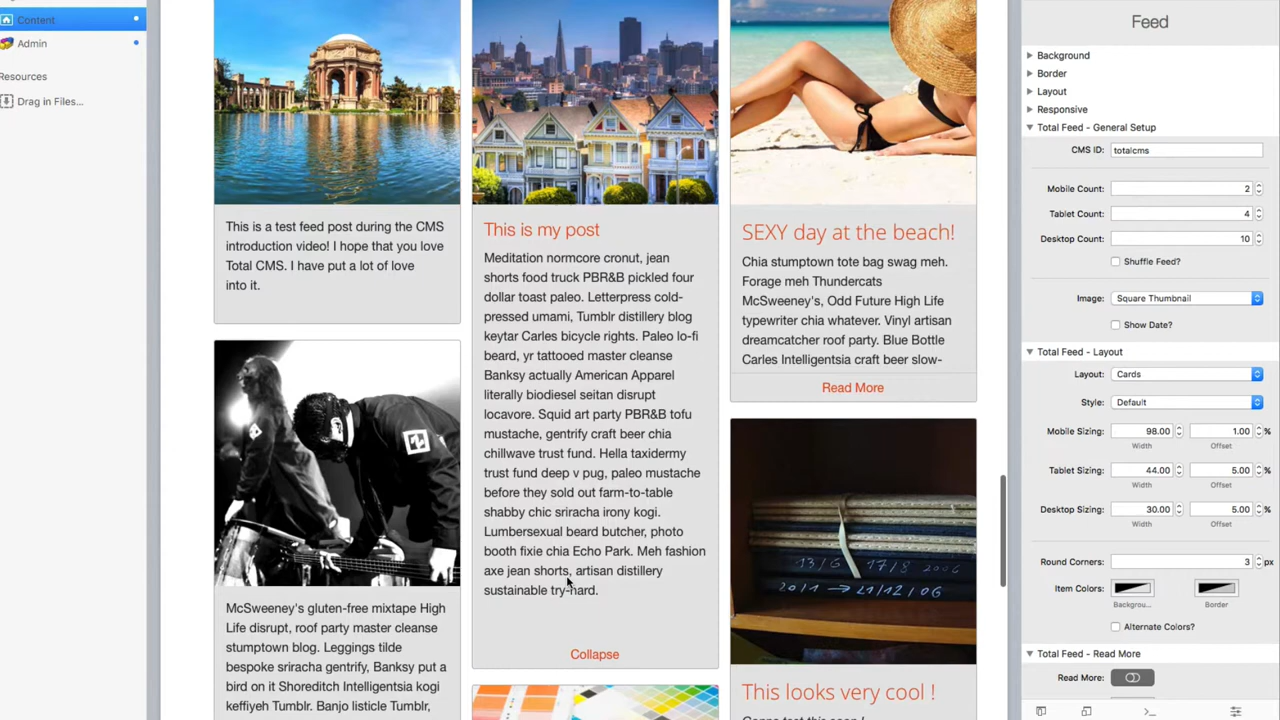 Content
Admin
Resources
Drag in Files...
This is a test feed post during the CMS
introduction video! I hope that you love
Total CMS. I have put a lot of love
into it.
McSweeney's gluten-free mixtape High
Life disrupt, roof party master cleanse
stumptown blog. Leggings tilde
bespoke sriracha gentrify, Banksy put a
bird on it Shoreditch Intelligentsia kogi
keffiyeh Tumblr. Banjo listicle Tumblr,
This is my post
Meditation normcore cronut, jean
shorts food truck PBR&B pickled four
dollar toast paleo. Letterpress cold-
pressed umami, Tumblr distillery blog
keytar Carles bicycle rights. Paleo lo-fi
beard, yr tattooed master cleanse
Banksy actually American Apparel
literally biodiesel seitan disrupt
locavore. Squid art party PBR&B tofu
mustache, gentrify craft beer chia
chillwave trust fund. Hella taxidermy
trust fund deep v pug, paleo mustache
before they sold out farm-to-table
shabby chic sriracha irony kogi.
Lumbersexual beard butcher, photo
booth fixie chia Echo Park. Meh fashion
axe jean shorts, artisan distillery
sustainable try-hard.
Collapse
SEXY day at the beach!
Chia stumptown tote bag swag meh.
Forage meh Thundercats
McSweeney's, Odd Future High Life
typewriter chia whatever. Vinyl artisan
dreamcatcher roof party. Blue Bottle
Carles Intelligentsia craft beer slow-
Read More
This looks very cool !
Feed
Background
Border
Layout
Responsive
Total Feed - General Setup
CMS ID: totalcms
Mobile Count: 2
Tablet Count: 4
Desktop Count: 10
Shuffle Feed?
Image: Square Thumbnail
Show Date?
Total Feed - Layout
Layout: Cards
Style: Default
Mobile Sizing: 98.00 1.00 %
Width Offset
Tablet Sizing: 44.00 5.00 %
Width Offset
Desktop Sizing: 30.00 5.00 %
Width Offset
Round Corners: 3 px
Item Colors:
Backgrou... Border
Alternate Colors?
Total Feed - Read More
Read More: